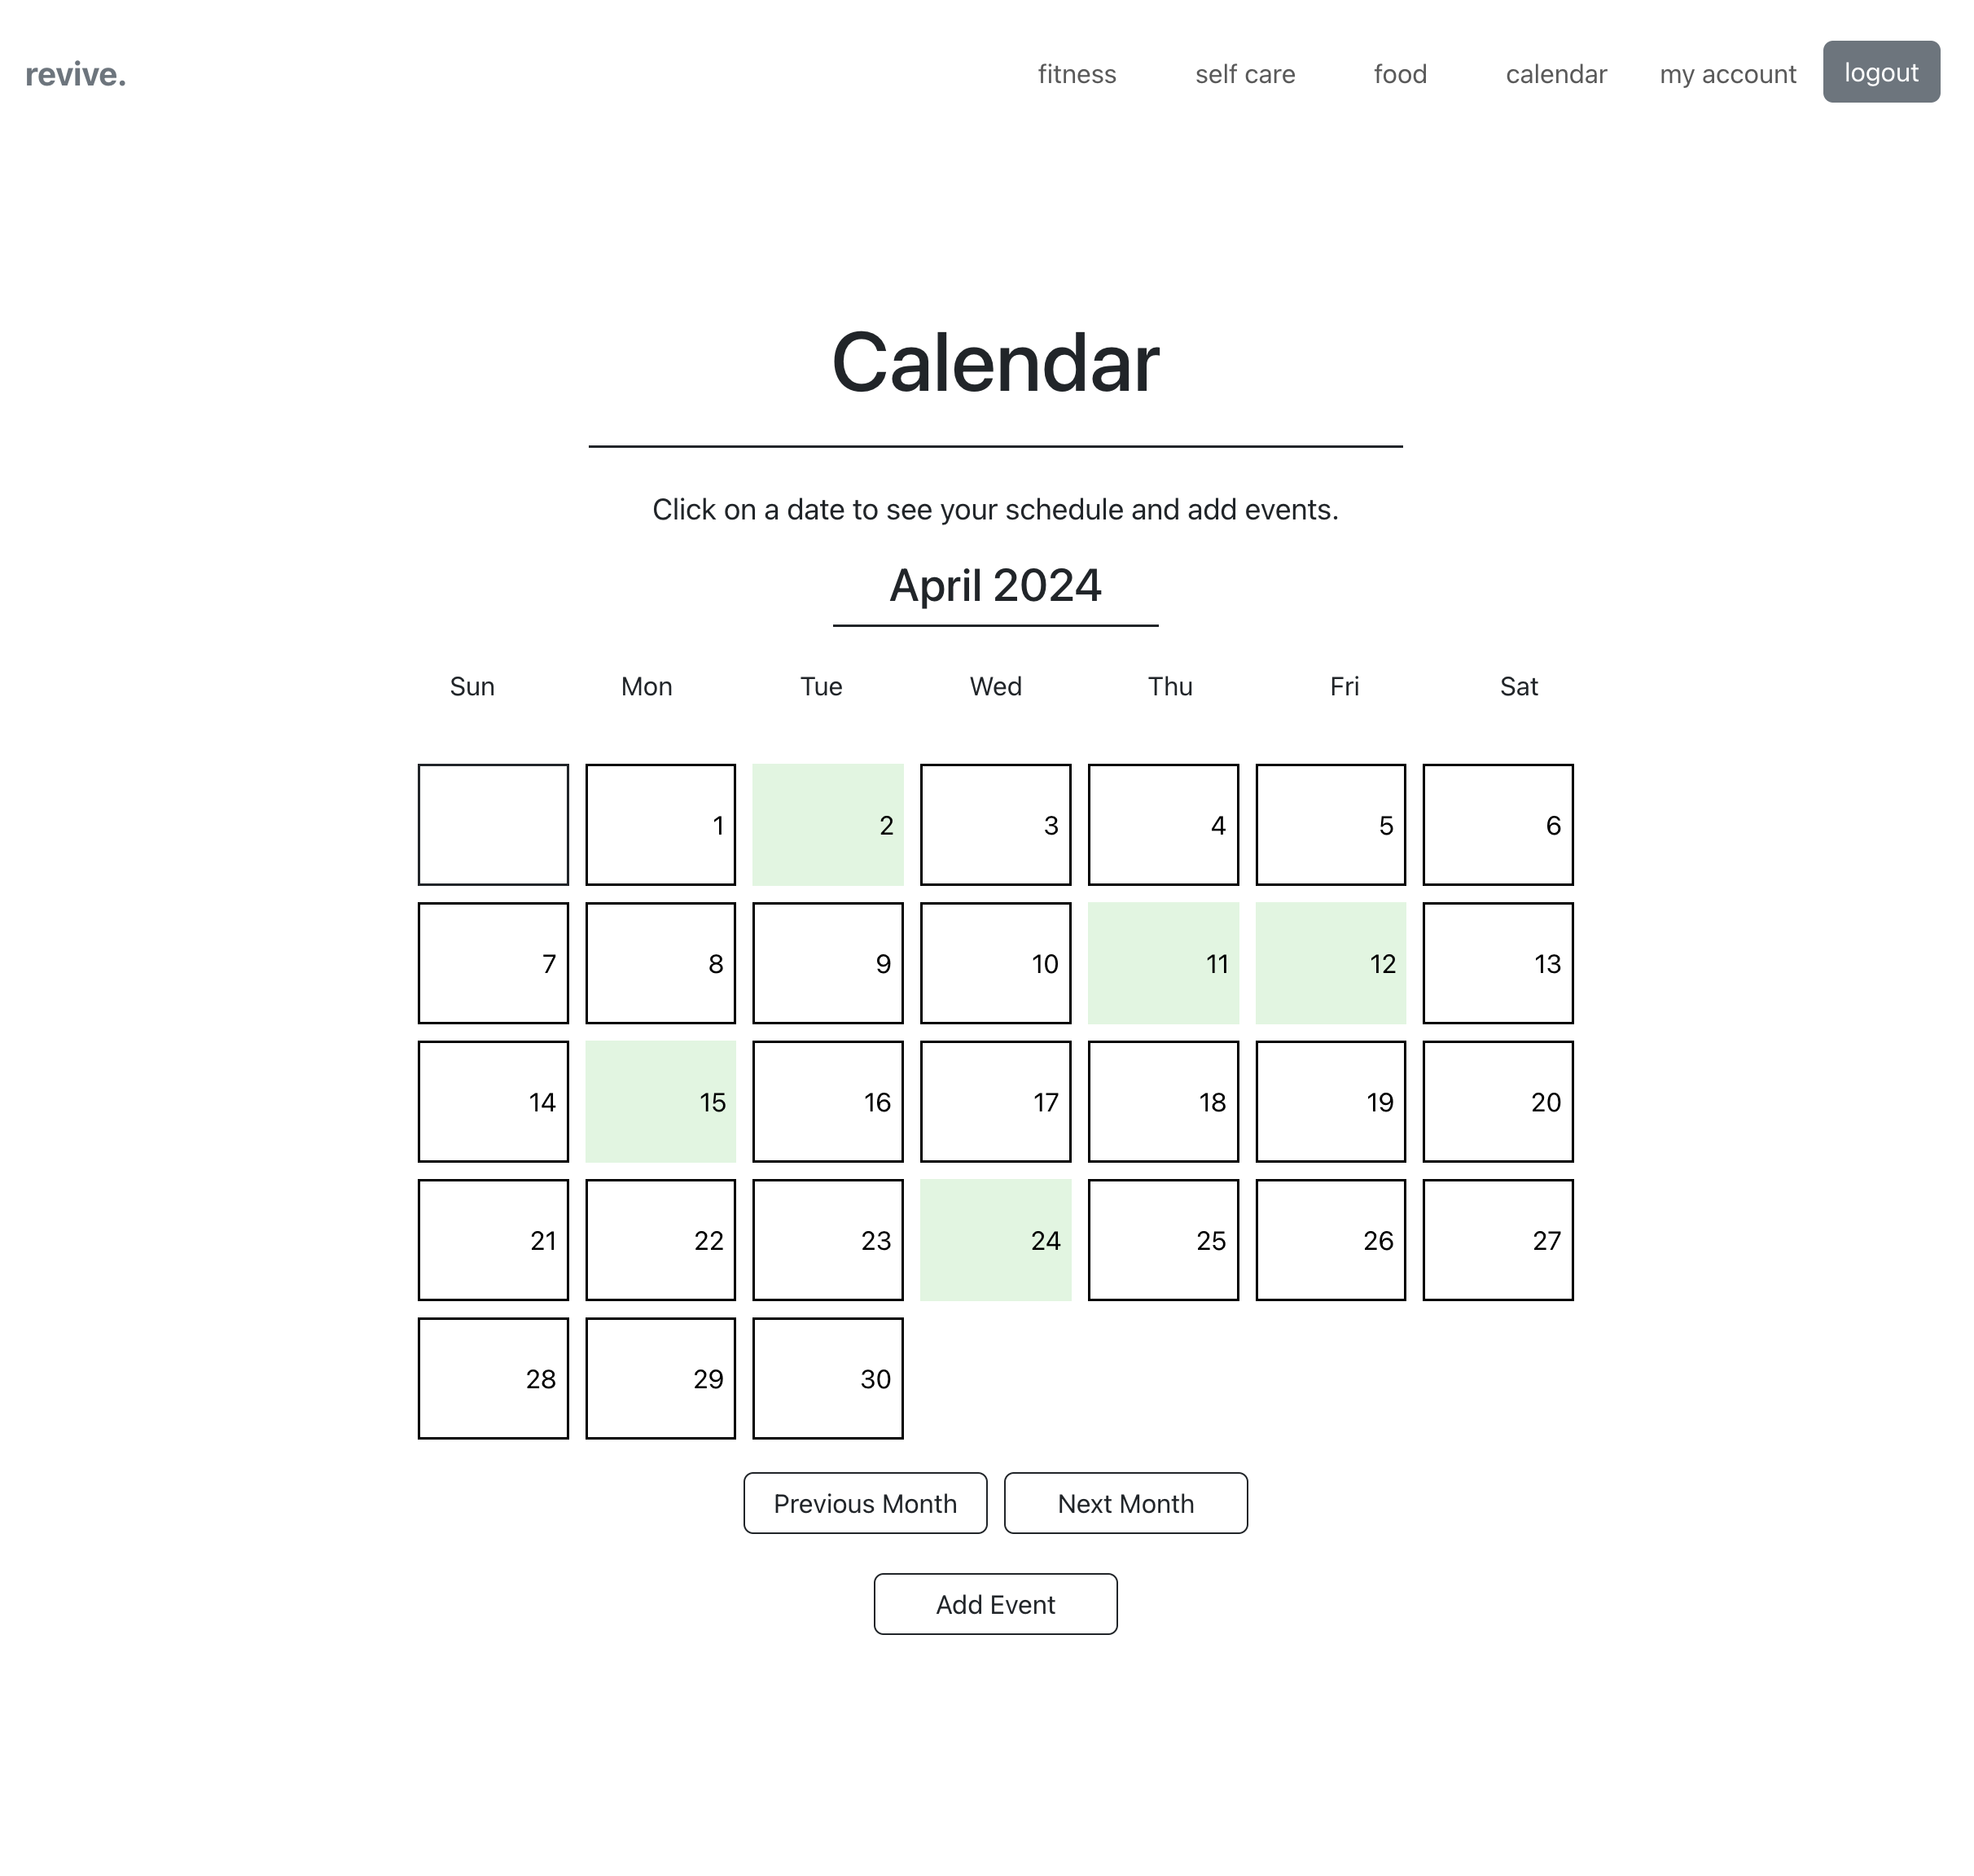 revive. fitness self care food calendar my account logout
Calendar
Click on a date to see your schedule and add events.
April 2024
Sun Mon Tue Wed Thu Fri Sat
1 2 3 4 5 6
7 8 9 10 11 12 13
14 15 16 17 18 19 20
21 22 23 24 25 26 27
28 29 30
Previous Month Next Month
Add Event